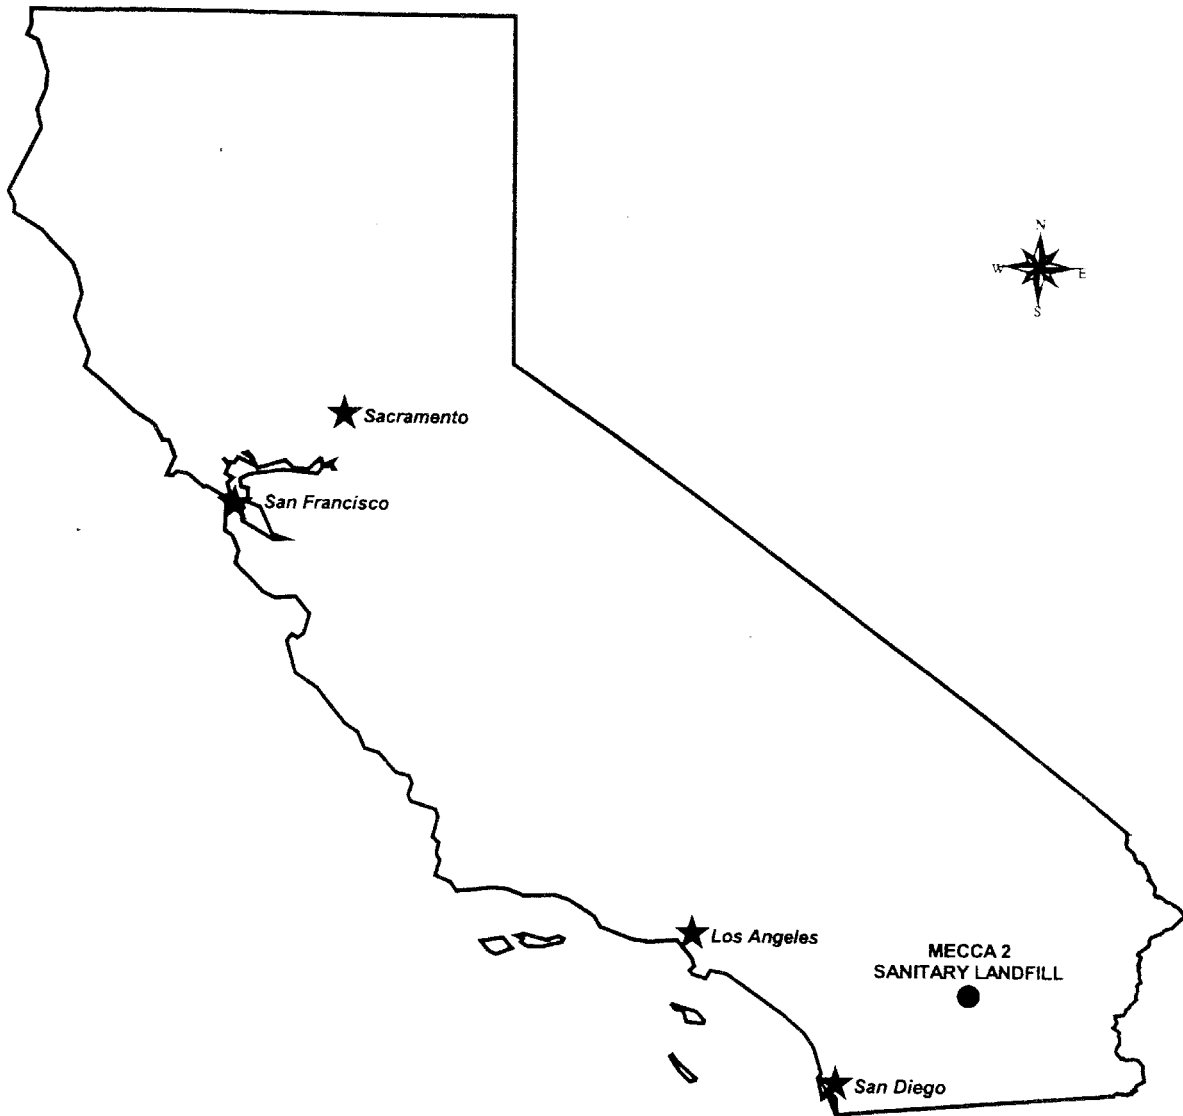 N
W E
S
Sacramento
San Francisco
Los Angeles
MECCA 2
SANITARY LANDFILL
San Diego